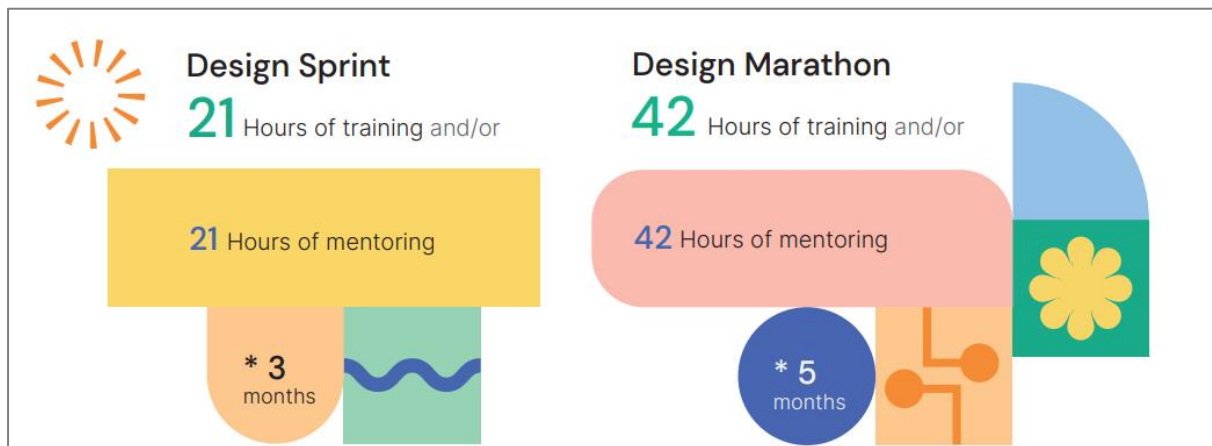 Design Sprint
21 Hours of training and/or
21 Hours of mentoring
* 3
months
Design Marathon
42 Hours of training and/or
42 Hours of mentoring
* 5
months